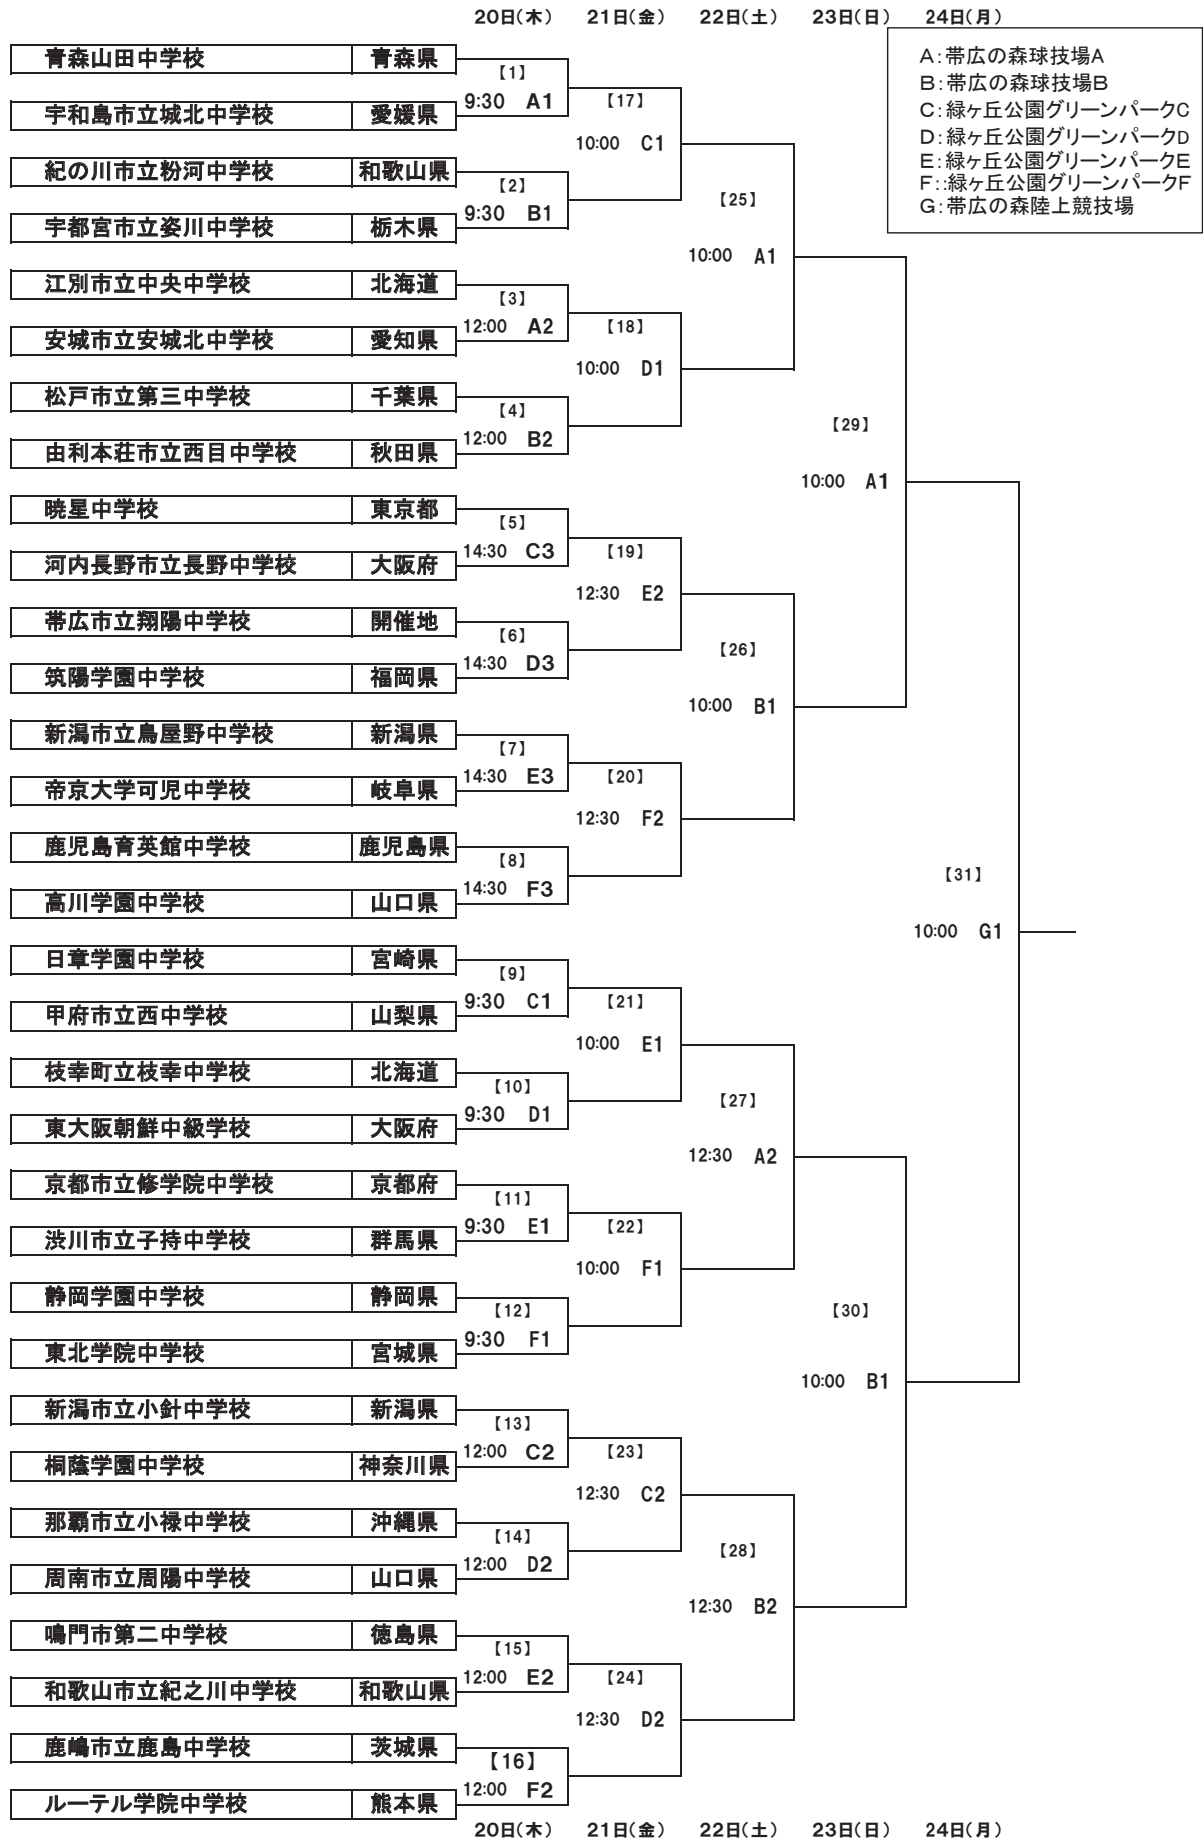 20日(木) 21日(金) 22日(土) 23日(日) 24日(月)
A:帯広の森球技場A
B:帯広の森球技場B
C:緑ヶ丘公園グリーンパークC
D:緑ヶ丘公園グリーンパークD
E:緑ヶ丘公園グリーンパークE
F::緑ヶ丘公園グリーンパークF
G:帯広の森陸上競技場
青森山田中学校 青森県
【1】
9:30 A1
宇和島市立城北中学校 愛媛県
【17】
10:00 C1
紀の川市立粉河中学校 和歌山県
【2】
9:30 B1
宇都宮市立姿川中学校 栃木県
【25】
10:00 A1
江別市立中央中学校 北海道
【3】
12:00 A2
安城市立安城北中学校 愛知県
【18】
10:00 D1
松戸市立第三中学校 千葉県
【4】
12:00 B2
由利本荘市立西目中学校 秋田県
【29】
10:00 A1
暁星中学校 東京都
【5】
14:30 C3
河内長野市立長野中学校 大阪府
【19】
12:30 E2
帯広市立翔陽中学校 開催地
【6】
14:30 D3
筑陽学園中学校 福岡県
【26】
10:00 B1
新潟市立鳥屋野中学校 新潟県
【7】
14:30 E3
帝京大学可児中学校 岐阜県
【20】
12:30 F2
鹿児島育英館中学校 鹿児島県
【8】
14:30 F3
高川学園中学校 山口県
【31】
10:00 G1
日章学園中学校 宮崎県
【9】
9:30 C1
甲府市立西中学校 山梨県
【21】
10:00 E1
枝幸町立枝幸中学校 北海道
【10】
9:30 D1
東大阪朝鮮中級学校 大阪府
【27】
12:30 A2
京都市立修学院中学校 京都府
【11】
9:30 E1
渋川市立子持中学校 群馬県
【22】
10:00 F1
静岡学園中学校 静岡県
【12】
9:30 F1
東北学院中学校 宮城県
【30】
10:00 B1
新潟市立小針中学校 新潟県
【13】
12:00 C2
桐蔭学園中学校 神奈川県
【23】
12:30 C2
那覇市立小禄中学校 沖縄県
【14】
12:00 D2
周南市立周陽中学校 山口県
【28】
12:30 B2
鳴門市第二中学校 徳島県
【15】
12:00 E2
和歌山市立紀之川中学校 和歌山県
【24】
12:30 D2
鹿嶋市立鹿島中学校 茨城県
【16】
12:00 F2
ルーテル学院中学校 熊本県
20日(木) 21日(金) 22日(土) 23日(日) 24日(月)